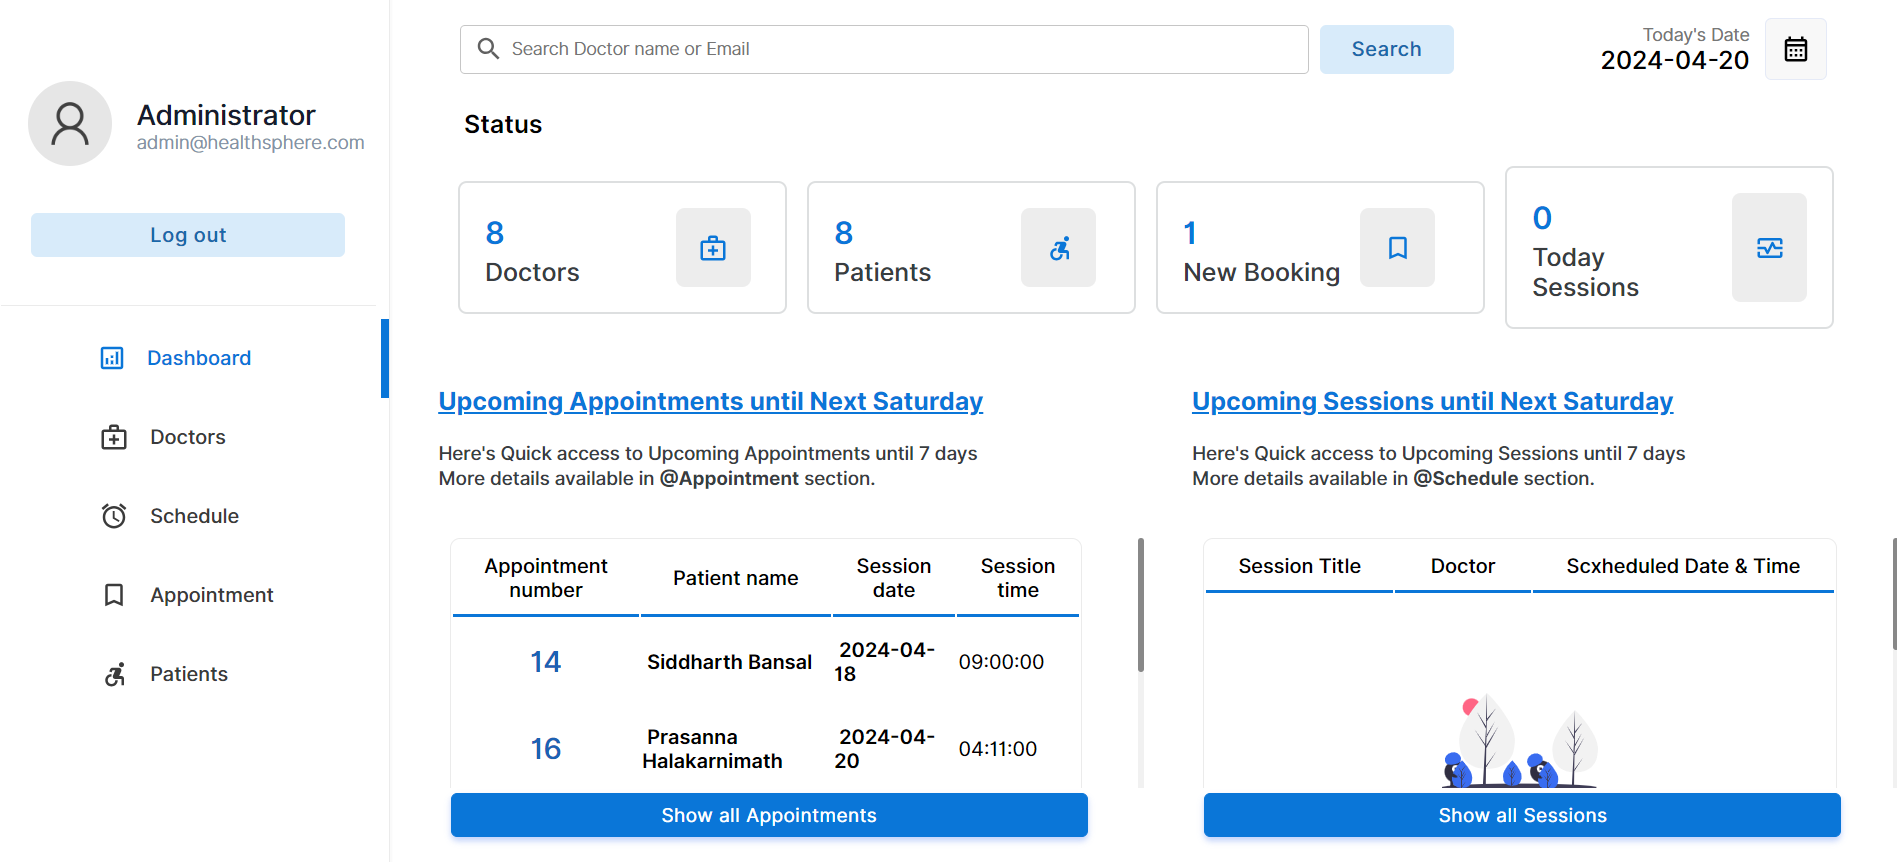 Administrator
admin@healthsphere.com
Log out
Dashboard
Doctors
Schedule
Appointment
Patients
Search Doctor name or Email
Search
Today's Date
2024-04-20
Status
8
Doctors
8
Patients
1
New Booking
0
Today
Sessions
Upcoming Appointments until Next Saturday
Here's Quick access to Upcoming Appointments until 7 days
More details available in @Appointment section.
Appointment number
Patient name
Session date
Session time
14
Siddharth Bansal
2024-04-
18
09:00:00
16
Prasanna
Halakarnimath
2024-04-
20
04:11:00
Show all Appointments
Upcoming Sessions until Next Saturday
Here's Quick access to Upcoming Sessions until 7 days
More details available in @Schedule section.
Session Title
Doctor
Scxheduled Date & Time
Show all Sessions